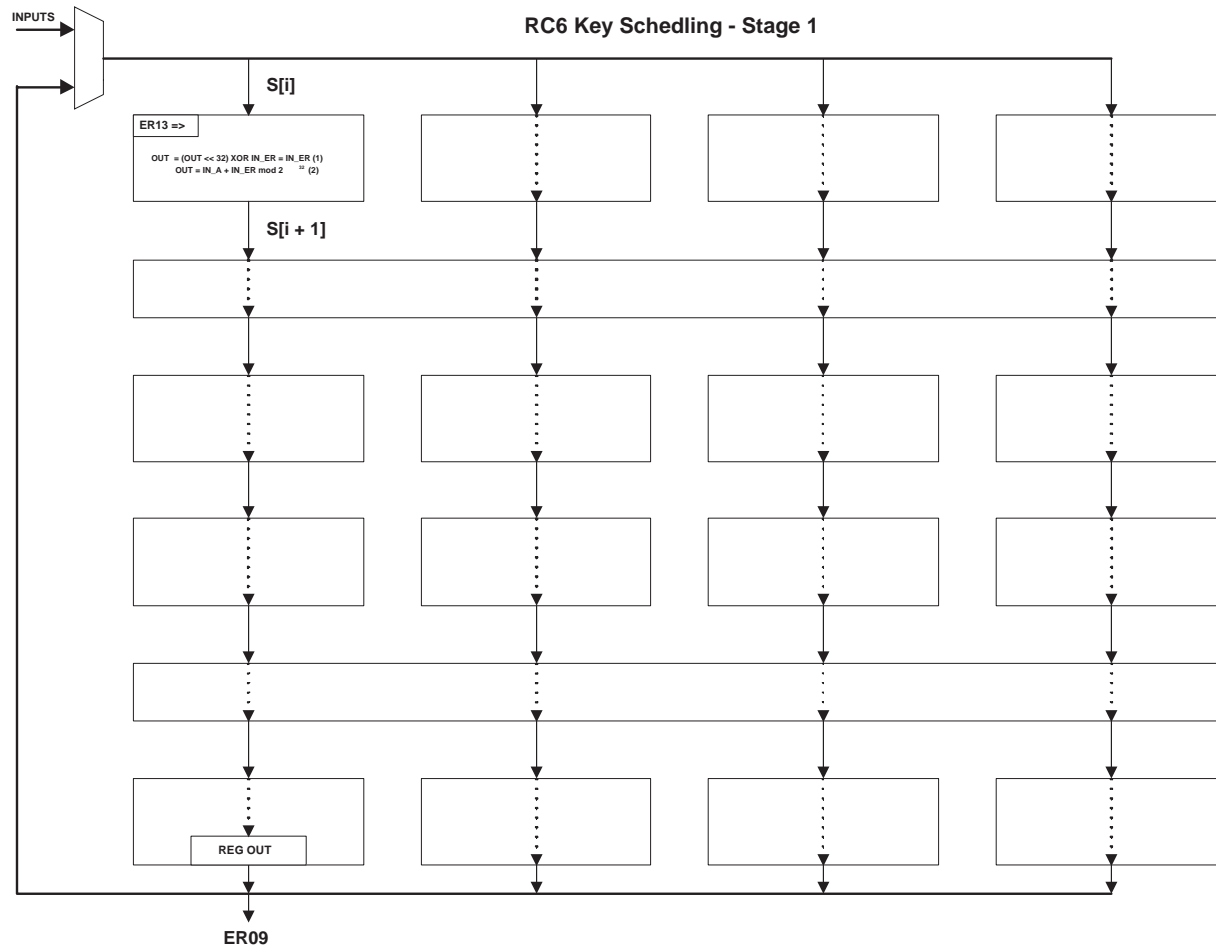 INPUTS
RC6 Key Schedling - Stage 1
S[i]
ER13 =>
OUT = (OUT << 32) XOR IN_ER = IN_ER (1)
OUT = IN_A + IN_ER mod 2 32 (2)
S[i + 1]
REG OUT
ER09